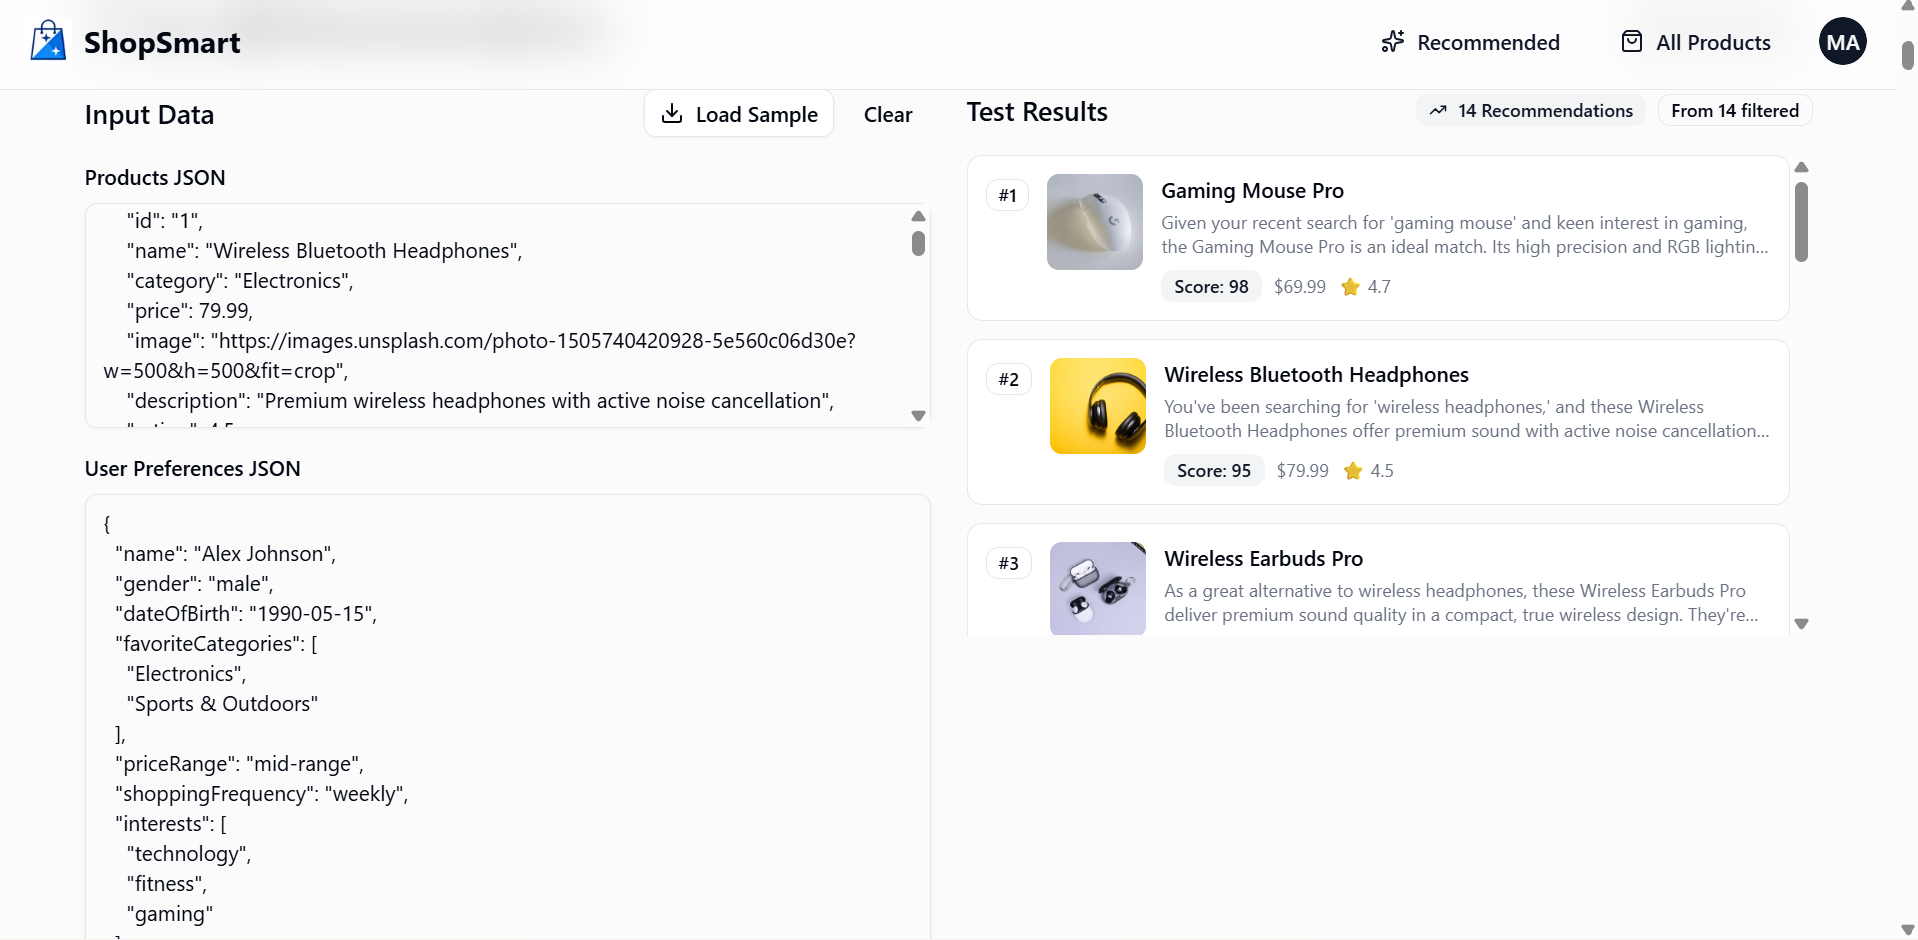 ShopSmart
Recommended
All Products
MA
Input Data
Load Sample
Clear
Products JSON
"id": "1",
"name": "Wireless Bluetooth Headphones",
"category": "Electronics",
"price": 79.99,
"image": "https://images.unsplash.com/photo-1505740420928-5e560c06d30e?
w=500&h=500&fit=crop",
"description": "Premium wireless headphones with active noise cancellation",
User Preferences JSON
{
"name": "Alex Johnson",
"gender": "male",
"dateOfBirth": "1990-05-15",
"favoriteCategories": [
"Electronics",
"Sports & Outdoors"
],
"priceRange": "mid-range",
"shoppingFrequency": "weekly",
"interests": [
"technology",
"fitness",
"gaming"
Test Results
14 Recommendations
From 14 filtered
#1
Gaming Mouse Pro
Given your recent search for 'gaming mouse' and keen interest in gaming,
the Gaming Mouse Pro is an ideal match. Its high precision and RGB lightin...
Score: 98 $69.99 4.7
#2
Wireless Bluetooth Headphones
You've been searching for 'wireless headphones,' and these Wireless
Bluetooth Headphones offer premium sound with active noise cancellation...
Score: 95 $79.99 4.5
#3
Wireless Earbuds Pro
As a great alternative to wireless headphones, these Wireless Earbuds Pro
deliver premium sound quality in a compact, true wireless design. They're...